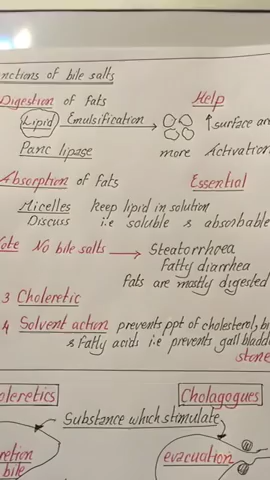 nctions of bile salts
Digestion of fats Help
Lipid Emulsification → ↑ surface are
Panc lipase more Activation
Absorption of fats Essential
Micelles keep lipid in solution
Discuss i.e soluble & absorbable
ote No bile salts → Steatorrhoea
Fatty diarrhea
Fats are mostly digested
3 Choleretic
4 Solvent action prevents ppt of cholesterol, bi
& fatty acids i.e prevents gall bladde
stone
oleretics Cholagogues
Substance which stimulate
retion evacuation
bile